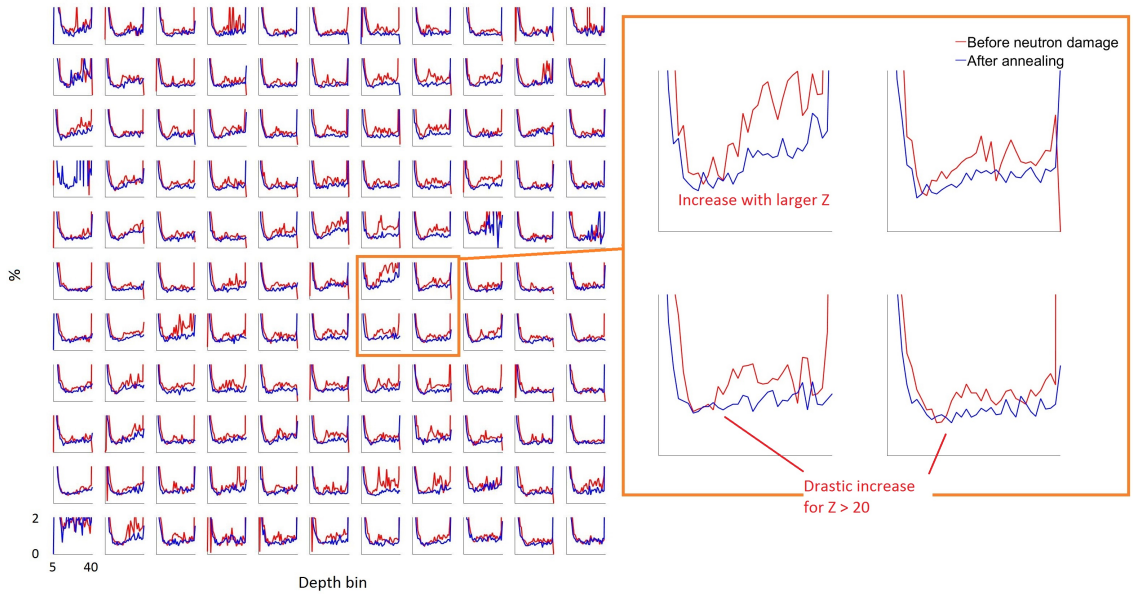 Before neutron damage
After annealing
Increase with larger Z
%
Drastic increase
for Z > 20
2
0
5
40
Depth bin